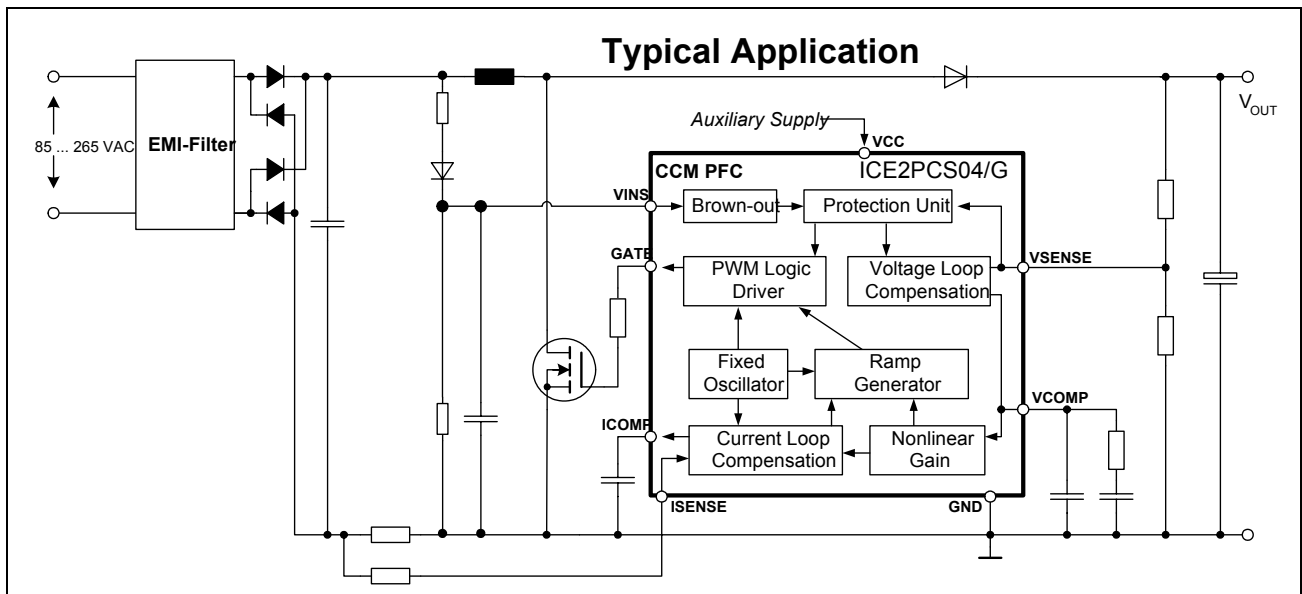 Typical Application
Auxiliary Supply
VCC
V_OUT
85 ... 265 VAC
EMI-Filter
CCM PFC
ICE2PCS04/G
VINS
Brown-out
Protection Unit
GATE
PWM Logic
Driver
Voltage Loop
Compensation
VSENSE
Fixed
Oscillator
Ramp
Generator
VCOMP
ICOMP
Current Loop
Compensation
Nonlinear
Gain
ISENSE
GND